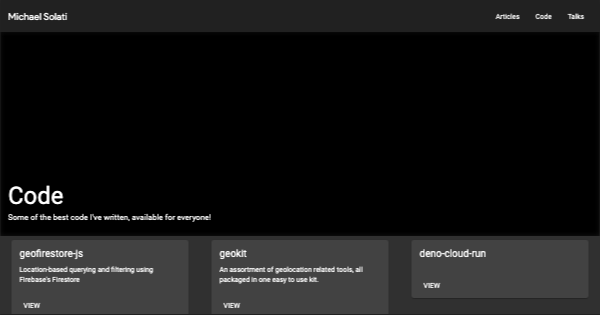 Michael Solati
Articles Code Talks
Code
Some of the best code I've written, available for everyone!
geofirestore-js
Location-based querying and filtering using
Firebase's Firestore
VIEW
geokit
An assortment of geolocation related tools, all
packaged in one easy to use kit.
VIEW
deno-cloud-run
VIEW